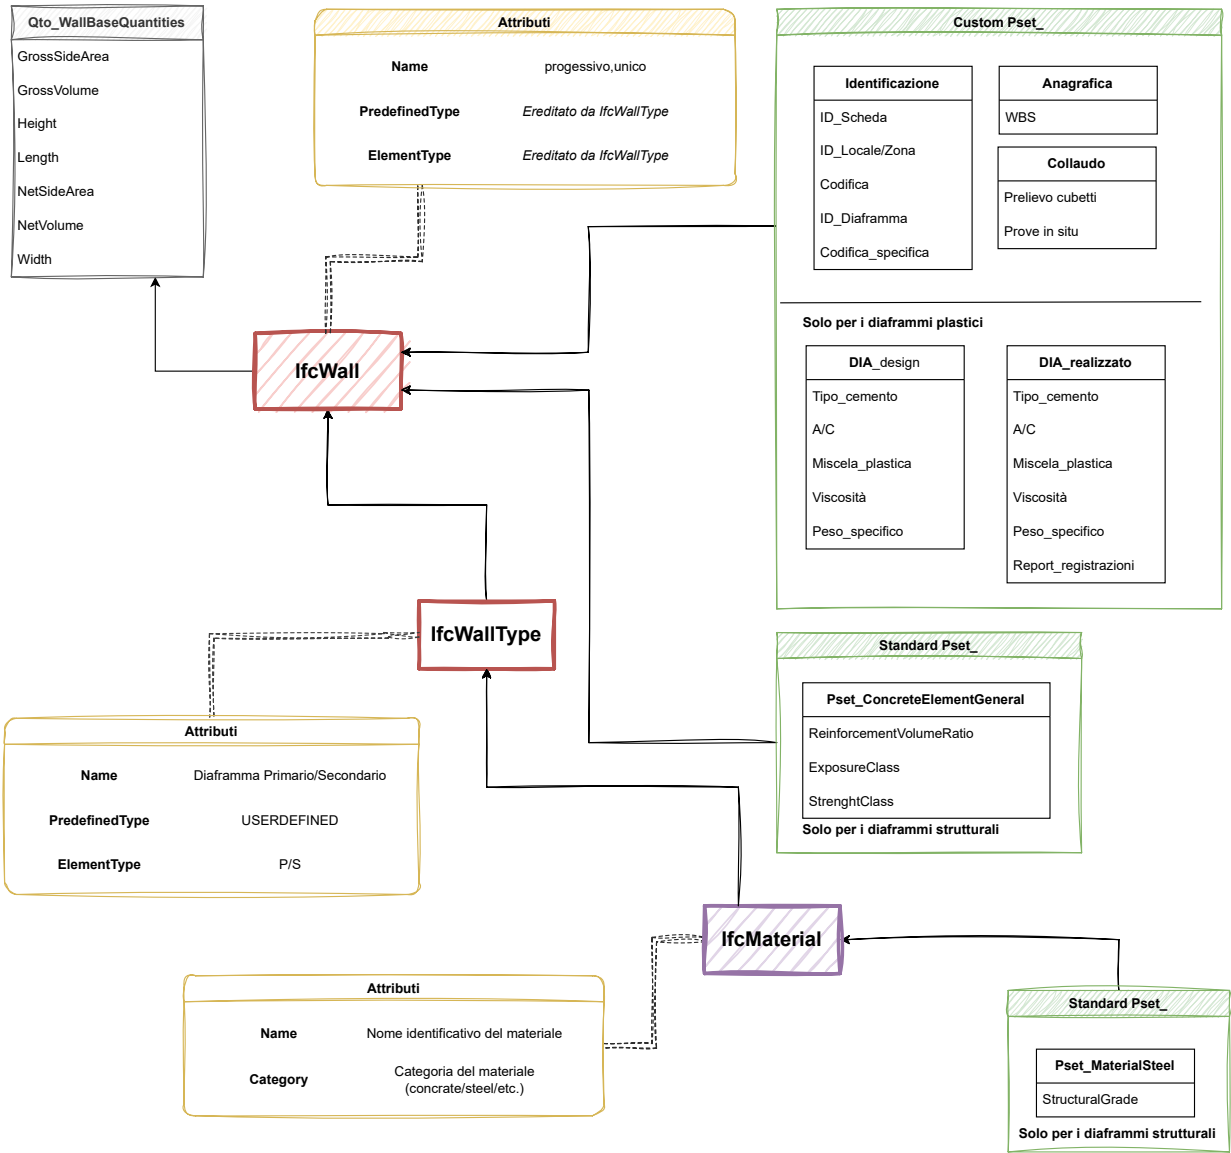 Qto_WallBaseQuantities
GrossSideArea
GrossVolume
Height
Length
NetSideArea
NetVolume
Width
Attributi
Name progessivo,unico
PredefinedType Ereditato da IfcWallType
ElementType Ereditato da IfcWallType
Custom Pset_
Identificazione
ID_Scheda
ID_Locale/Zona
Codifica
ID_Diaframma
Codifica_specifica
Anagrafica
WBS
Collaudo
Prelievo cubetti
Prove in situ
Solo per i diaframmi plastici
DIA_design
Tipo_cemento
A/C
Miscela_plastica
Viscosità
Peso_specifico
DIA_realizzato
Tipo_cemento
A/C
Miscela_plastica
Viscosità
Peso_specifico
Report_registrazioni
IfcWall
IfcWallType
Standard Pset_
Pset_ConcreteElementGeneral
ReinforcementVolumeRatio
ExposureClass
StrenghtClass
Solo per i diaframmi strutturali
Attributi
Name Diaframma Primario/Secondario
PredefinedType USERDEFINED
ElementType P/S
IfcMaterial
Attributi
Name Nome identificativo del materiale
Category Categoria del materiale
(concrete/steel/etc.)
Standard Pset_
Pset_MaterialSteel
StructuralGrade
Solo per i diaframmi strutturali